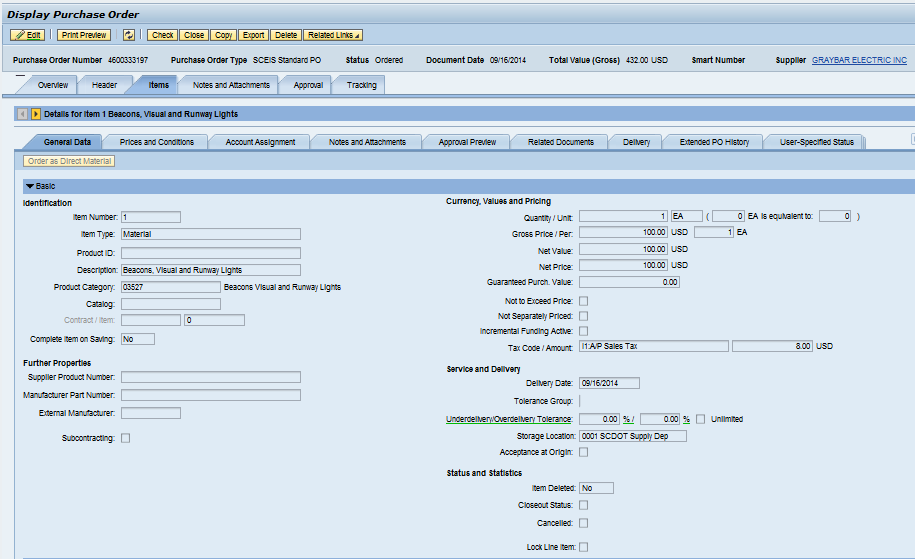 Display Purchase Order
Edit Print Preview Check Close Copy Export Delete Related Links
Purchase Order Number 4600333197 Purchase Order Type SCEIS Standard PO Status Ordered Document Date 09/16/2014 Total Value (Gross) 432.00 USD Smart Number Supplier GRAYBAR ELECTRIC INC
Overview Header Items Notes and Attachments Approval Tracking
Details for Item 1 Beacons, Visual and Runway Lights
General Data Prices and Conditions Account Assignment Notes and Attachments Approval Preview Related Documents Delivery Extended PO History User-Specified Status
Order as Direct Material
Basic
Identification
Item Number: 1
Item Type: Material
Product ID:
Description: Beacons, Visual and Runway Lights
Product Category: 03527 Beacons Visual and Runway Lights
Catalog:
Contract / Item: 0
Complete Item on Saving: No
Further Properties
Supplier Product Number:
Manufacturer Part Number:
External Manufacturer:
Subcontracting:
Currency, Values and Pricing
Quantity / Unit: 1 EA ( 0 EA Is equivalent to: 0 )
Gross Price / Per: 100.00 USD 1 EA
Net Value: 100.00 USD
Net Price: 100.00 USD
Guaranteed Purch. Value: 0.00
Not to Exceed Price:
Not Separately Priced:
Incremental Funding Active:
Tax Code / Amount: I1:A/P Sales Tax 8.00 USD
Service and Delivery
Delivery Date: 09/16/2014
Tolerance Group:
Underdelivery/Overdelivery Tolerance: 0.00 % / 0.00 % Unlimited
Storage Location: 0001 SCDOT Supply Dep
Acceptance at Origin:
Status and Statistics
Item Deleted: No
Closeout Status:
Cancelled:
Lock Line Item: